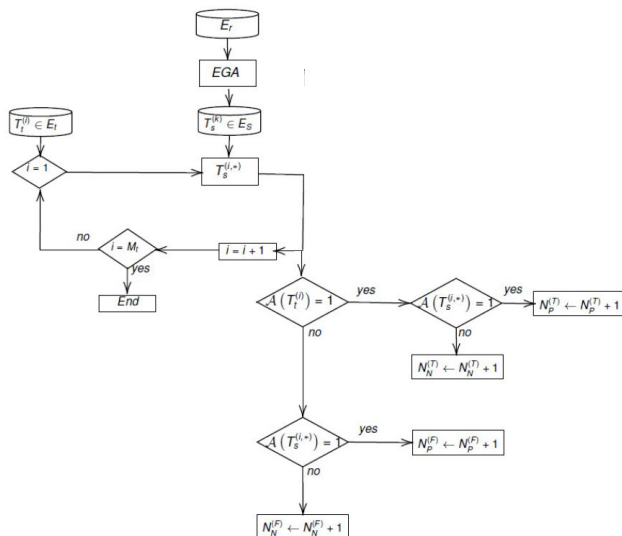 E_r
EGA
T_t^{(i)} ∈ E_t
T_s^{(k)} ∈ E_S
i = 1
T_s^{(i,*)}
no
i = M_t
i = i + 1
yes
End
A(T_t^{(i)}) = 1
yes
A(T_s^{(i,*)}) = 1
yes
N_P^{(T)} ← N_P^{(T)} + 1
no
no
N_N^{(T)} ← N_N^{(T)} + 1
A(T_s^{(i,*)}) = 1
yes
N_P^{(F)} ← N_P^{(F)} + 1
no
N_N^{(F)} ← N_N^{(F)} + 1